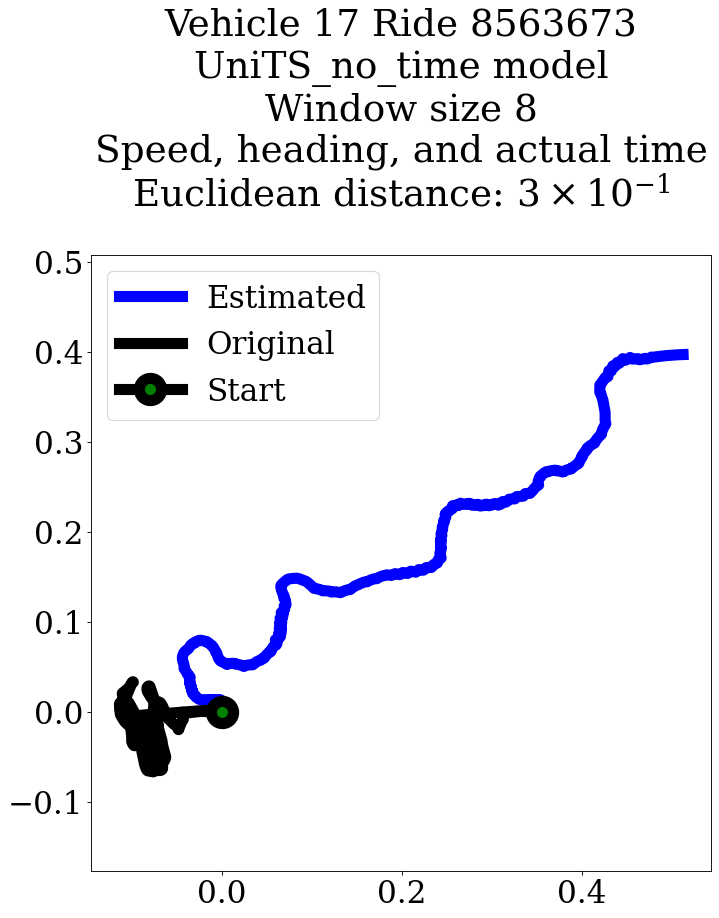 Vehicle 17 Ride 8563673
UniTS_no_time model
Window size 8
Speed, heading, and actual time
Euclidean distance: 3 × 10⁻¹
0.5
0.4
0.3
0.2
0.1
0.0
−0.1
Estimated
Original
Start
0.0 0.2 0.4